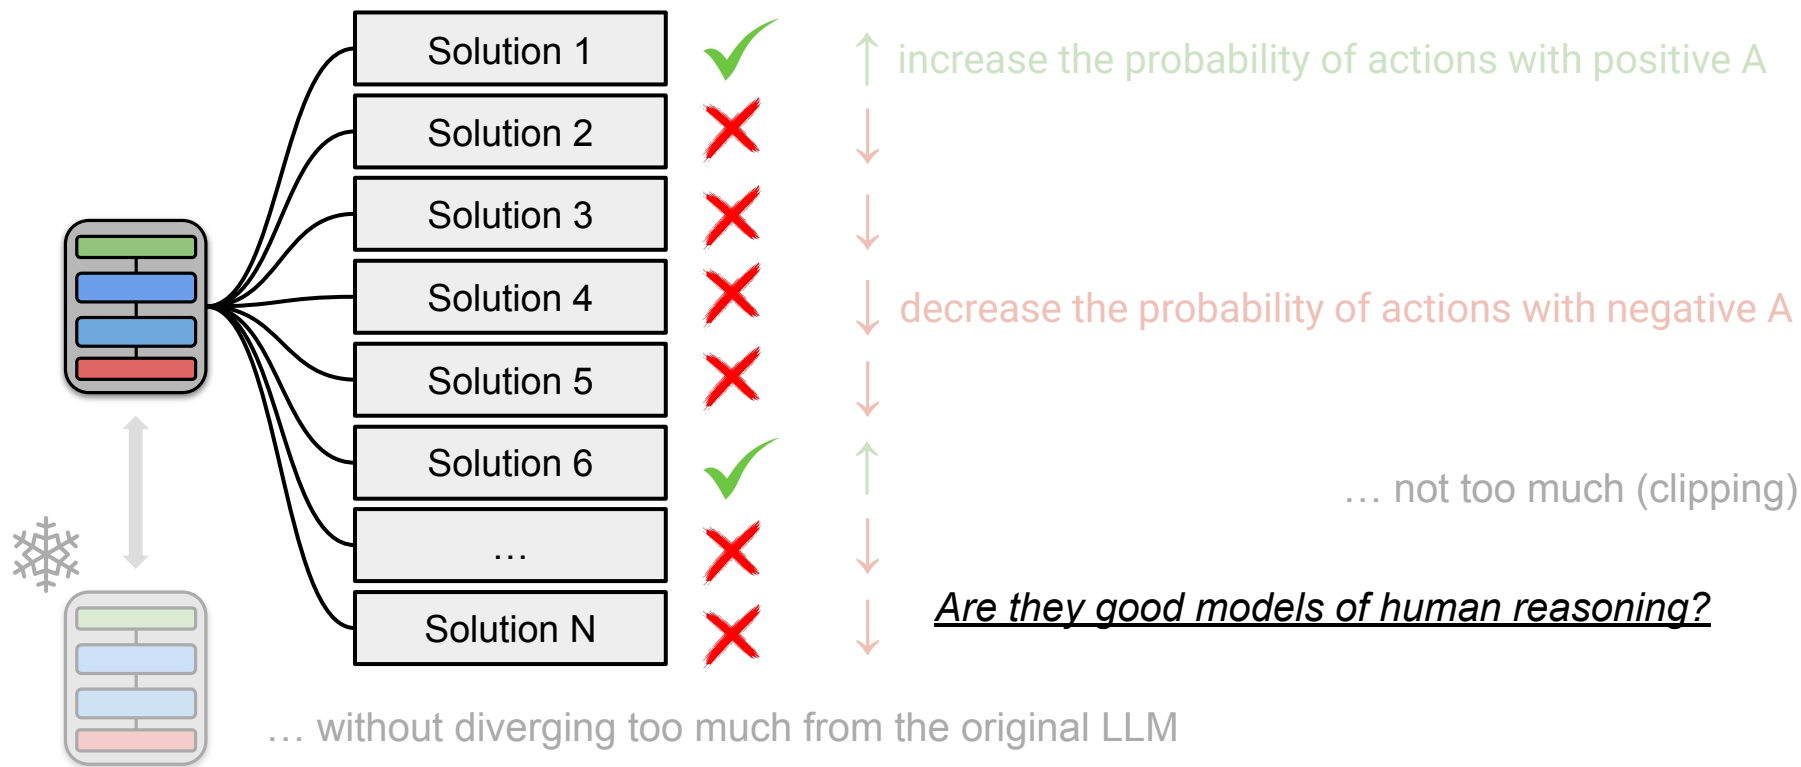 Solution 1
increase the probability of actions with positive A
Solution 2
Solution 3
Solution 4
decrease the probability of actions with negative A
Solution 5
Solution 6
… not too much (clipping)
…
Are they good models of human reasoning?
Solution N
… without diverging too much from the original LLM